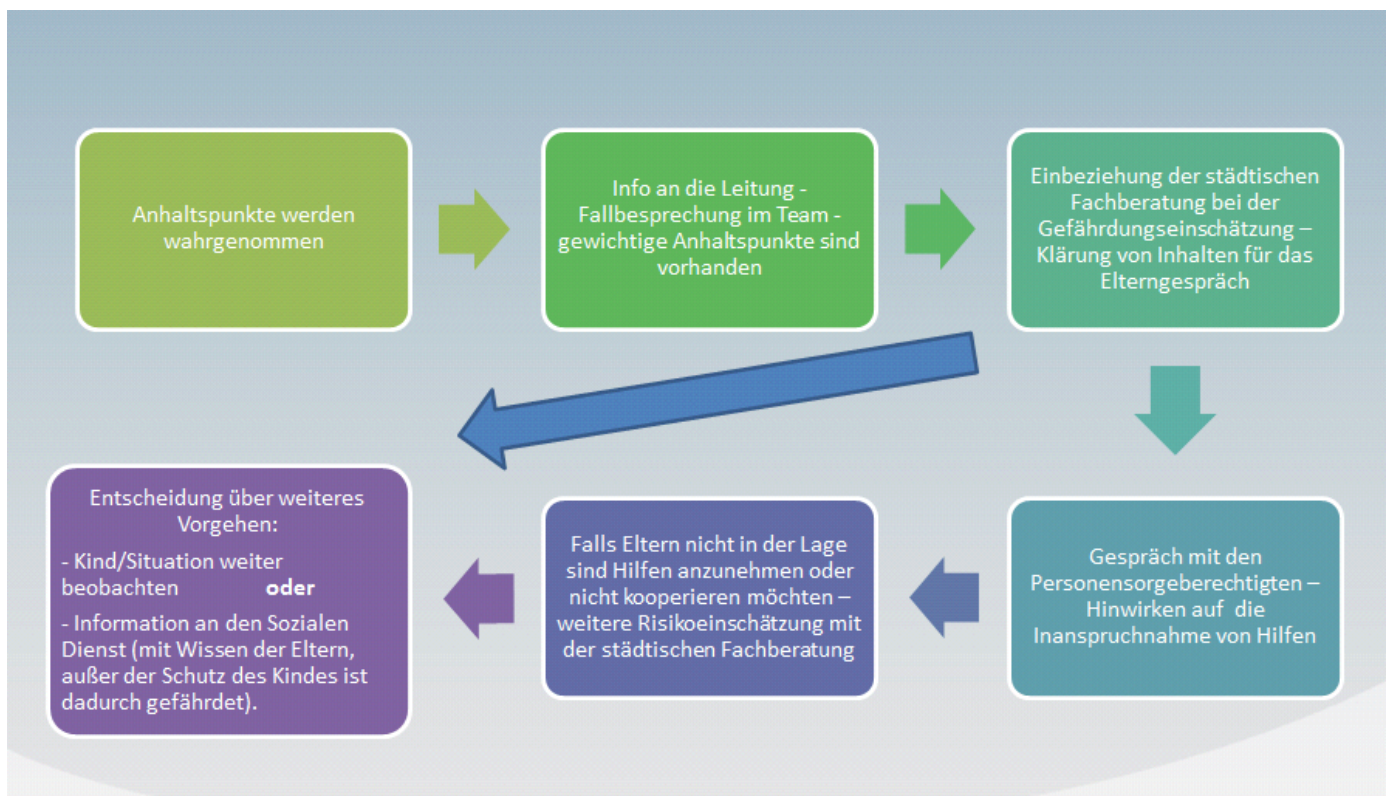 Anhaltspunkte werden
wahrgenommen
Info an die Leitung -
Fallbesprechung im Team -
gewichtige Anhaltspunkte sind
vorhanden
Einbeziehung der städtischen
Fachberatung bei der
Gefährdungseinschätzung –
Klärung von Inhalten für das
Elterngespräch
Gespräch mit den
Personensorgeberechtigten –
Hinwirken auf die
Inanspruchnahme von Hilfen
Falls Eltern nicht in der Lage
sind Hilfen anzunehmen oder
nicht kooperieren möchten –
weitere Risikoeinschätzung mit
der städtischen Fachberatung
Entscheidung über weiteres
Vorgehen:
- Kind/Situation weiter
beobachten oder
- Information an den Sozialen
Dienst (mit Wissen der Eltern,
außer der Schutz des Kindes ist
dadurch gefährdet).